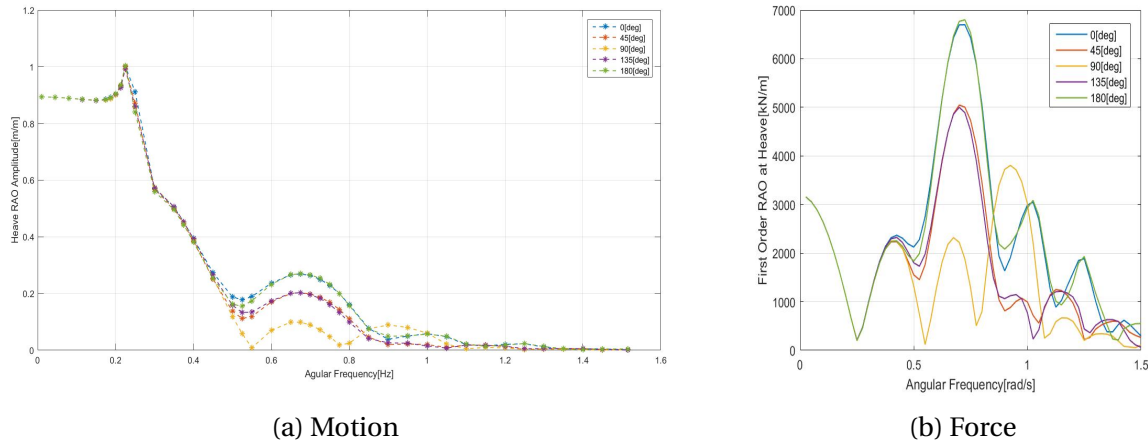 1.2
1
0.8
0.6
0.4
0.2
0
0 0.2 0.4 0.6 0.8 1 1.2 1.4 1.6
Heave RAO Amplitude[m/m]
Agular Frequency[Hz]
0[deg]
45[deg]
90[deg]
135[deg]
180[deg]
(a) Motion
7000
6000
5000
4000
3000
2000
1000
0
0 0.5 1 1.5
First Order RAO at Heave[kN/m]
Angular Frequency[rad/s]
0[deg]
45[deg]
90[deg]
135[deg]
180[deg]
(b) Force